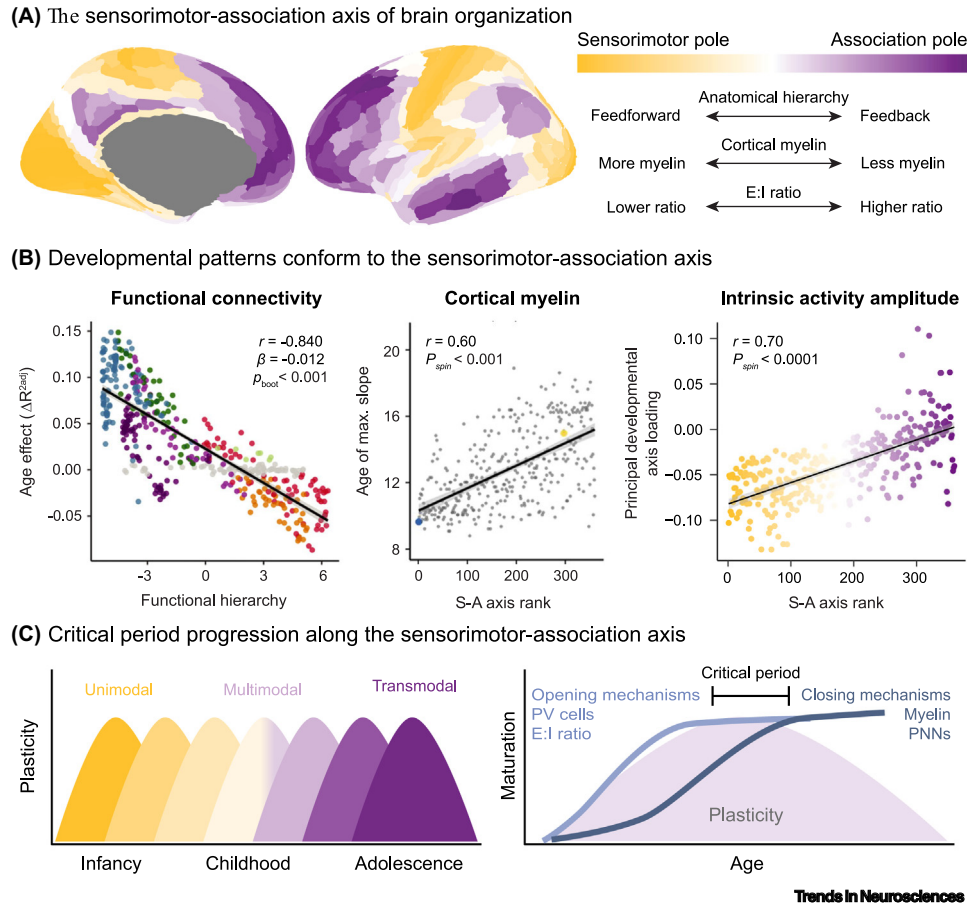 (A) The sensorimotor-association axis of brain organization
Sensorimotor pole Association pole
Anatomical hierarchy
Feedforward Feedback
Cortical myelin
More myelin Less myelin
E:I ratio
Lower ratio Higher ratio
(B) Developmental patterns conform to the sensorimotor-association axis
Functional connectivity
Age effect (ΔR²adj)
0.15
0.10
0.05
0.00
-0.05
r = -0.840
β = -0.012
pboot < 0.001
-3 0 3 6
Functional hierarchy
Cortical myelin
Age of max. slope
20
16
12
8
r = 0.60
Pspin < 0.001
0 100 200 300
S-A axis rank
Intrinsic activity amplitude
Principal developmental
axis loading
0.10
0.05
0.00
−0.05
−0.10
r = 0.70
Pspin < 0.0001
0 100 200 300
S-A axis rank
(C) Critical period progression along the sensorimotor-association axis
Plasticity
Unimodal Multimodal Transmodal
Infancy Childhood Adolescence
Maturation
Critical period
Opening mechanisms Closing mechanisms
PV cells Myelin
E:I ratio PNNs
Plasticity
Age
Trends in Neurosciences